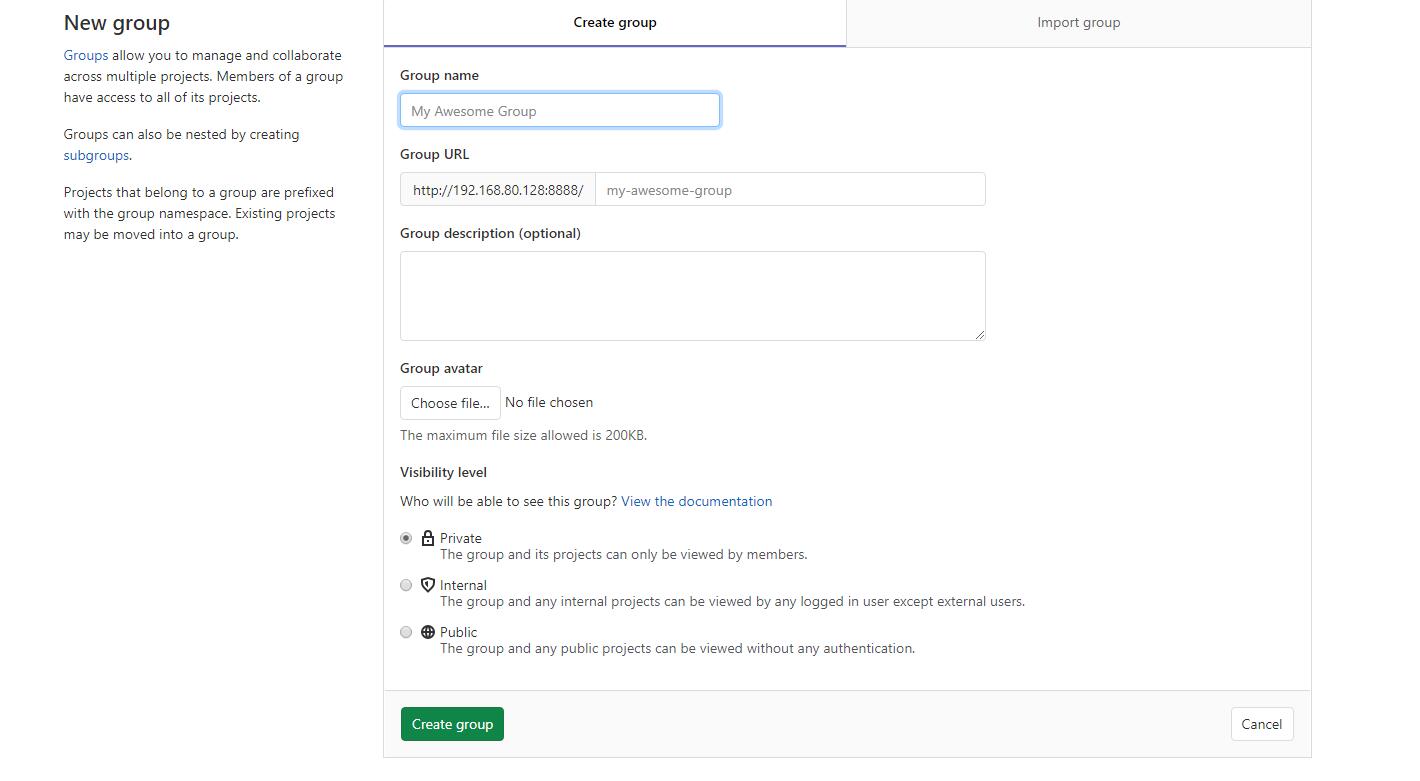 New group
Groups allow you to manage and collaborate
across multiple projects. Members of a group
have access to all of its projects.
Groups can also be nested by creating
subgroups.
Projects that belong to a group are prefixed
with the group namespace. Existing projects
may be moved into a group.
Create group
Import group
Group name
My Awesome Group
Group URL
http://192.168.80.128:8888/
my-awesome-group
Group description (optional)
Group avatar
Choose file... No file chosen
The maximum file size allowed is 200KB.
Visibility level
Who will be able to see this group? View the documentation
Private
The group and its projects can only be viewed by members.
Internal
The group and any internal projects can be viewed by any logged in user except external users.
Public
The group and any public projects can be viewed without any authentication.
Create group
Cancel